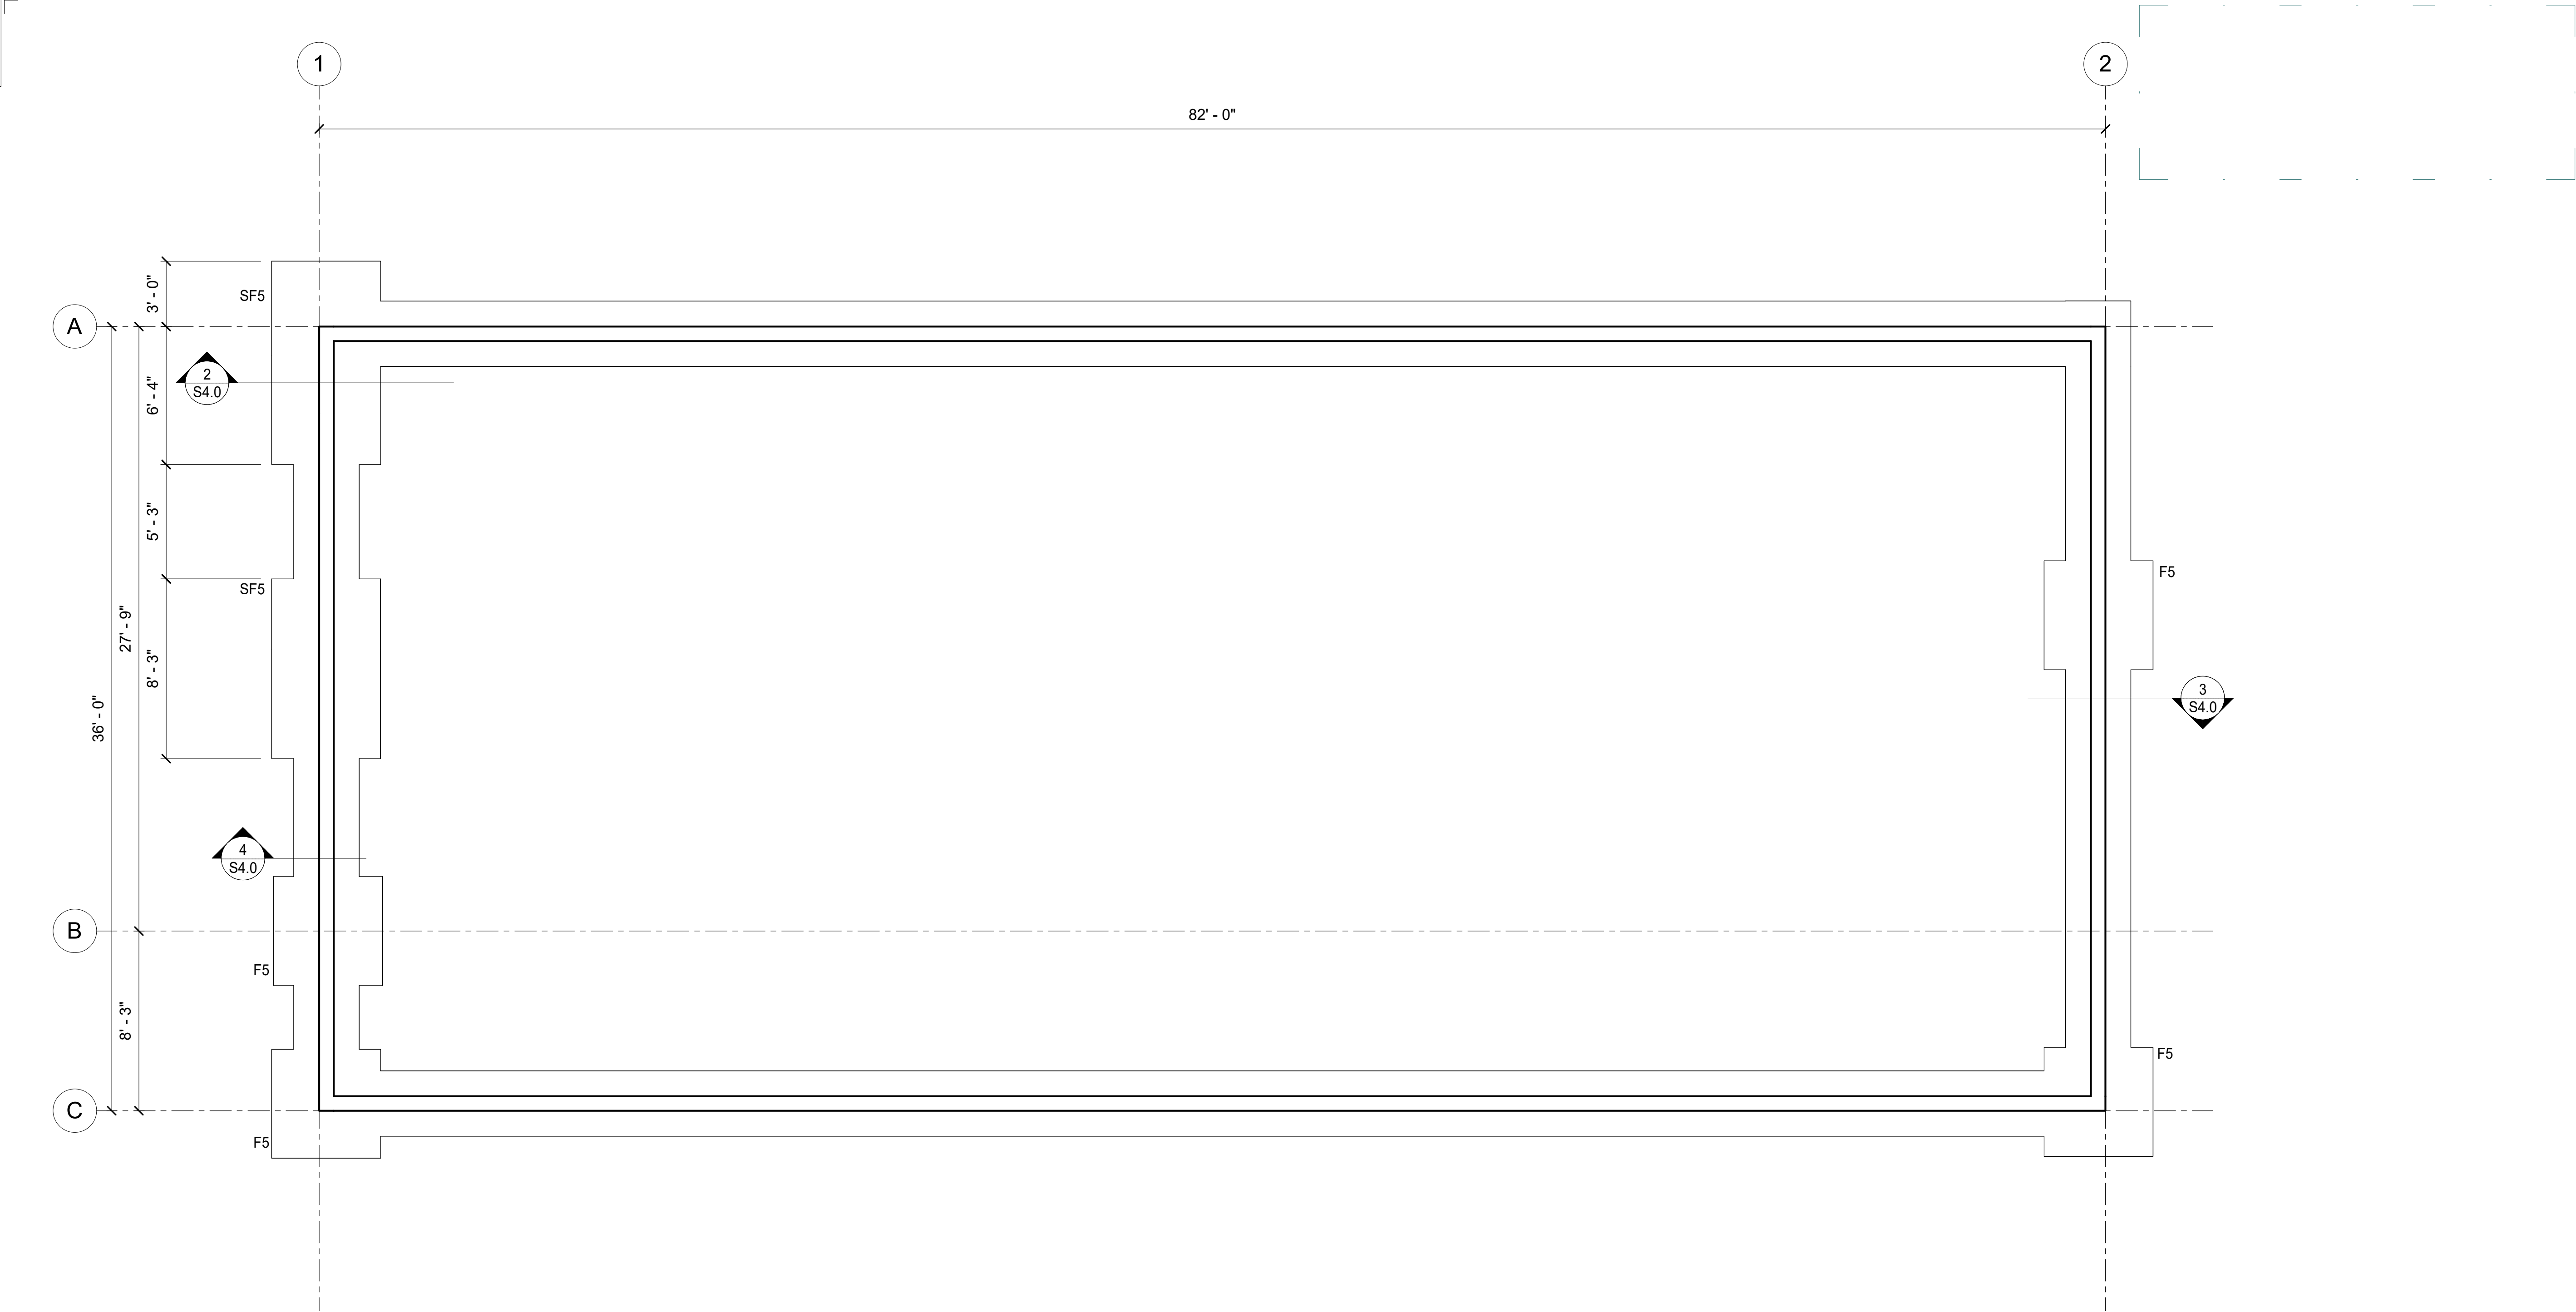 1
2
82' - 0"
3' - 0"
SF5
A
2
S4.0
6' - 4"
5' - 3"
SF5
F5
27' - 9"
8' - 3"
36' - 0"
3
S4.0
4
S4.0
B
F5
8' - 3"
F5
C
F5